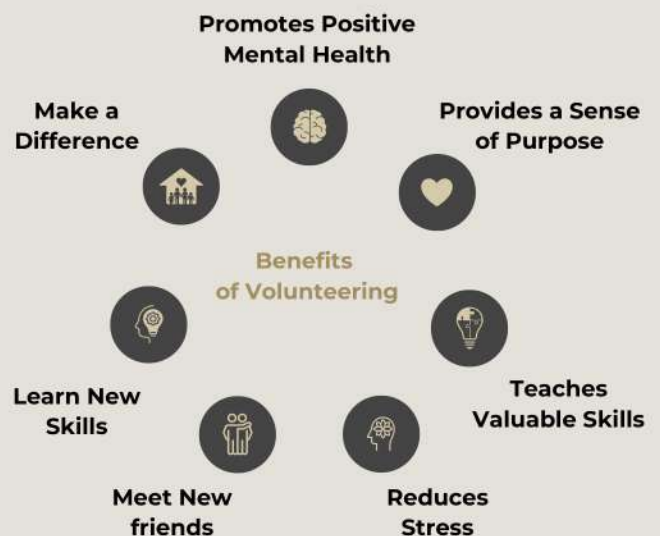 Promotes Positive
Mental Health
Make a
Difference
Provides a Sense
of Purpose
Benefits
of Volunteering
Learn New
Skills
Teaches
Valuable Skills
Meet New
friends
Reduces
Stress